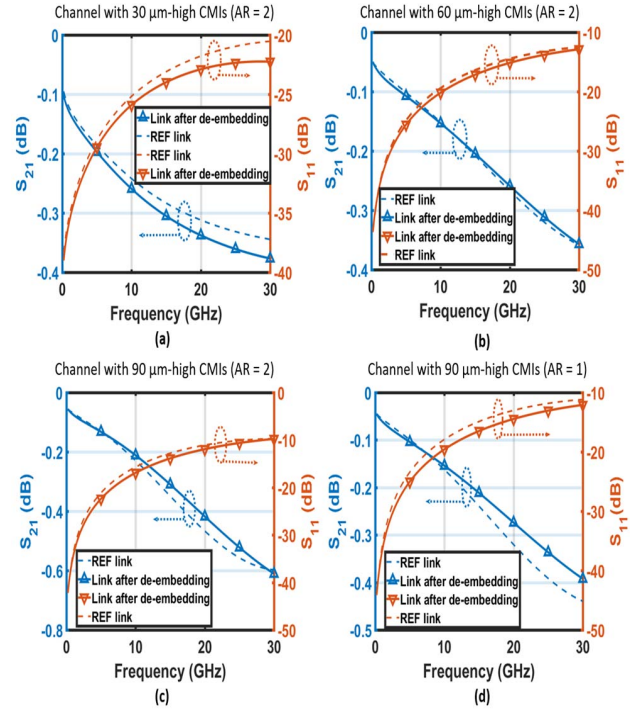 Channel with 30 μm-high CMIs (AR = 2)
0
-0.1
-0.2
-0.3
-0.4
S21 (dB)
-20
-25
-30
-35
-40
S11 (dB)
Link after de-embedding
REF link
REF link
Link after de-embedding
0
10
20
30
Frequency (GHz)
(a)
Channel with 60 μm-high CMIs (AR = 2)
0
-0.1
-0.2
-0.3
-0.4
S21 (dB)
-10
-20
-30
-40
-50
S11 (dB)
REF link
Link after de-embedding
Link after de-embedding
REF link
0
10
20
30
Frequency (GHz)
(b)
Channel with 90 μm-high CMIs (AR = 2)
0
-0.2
-0.4
-0.6
-0.8
S21 (dB)
0
-10
-20
-30
-40
-50
S11 (dB)
REF link
Link after de-embedding
Link after de-embedding
REF link
0
10
20
30
Frequency (GHz)
(c)
Channel with 90 μm-high CMIs (AR = 1)
0
-0.1
-0.2
-0.3
-0.4
-0.5
S21 (dB)
-10
-20
-30
-40
-50
S11 (dB)
REF link
Link after de-embedding
Link after de-embedding
REF link
0
10
20
30
Frequency (GHz)
(d)